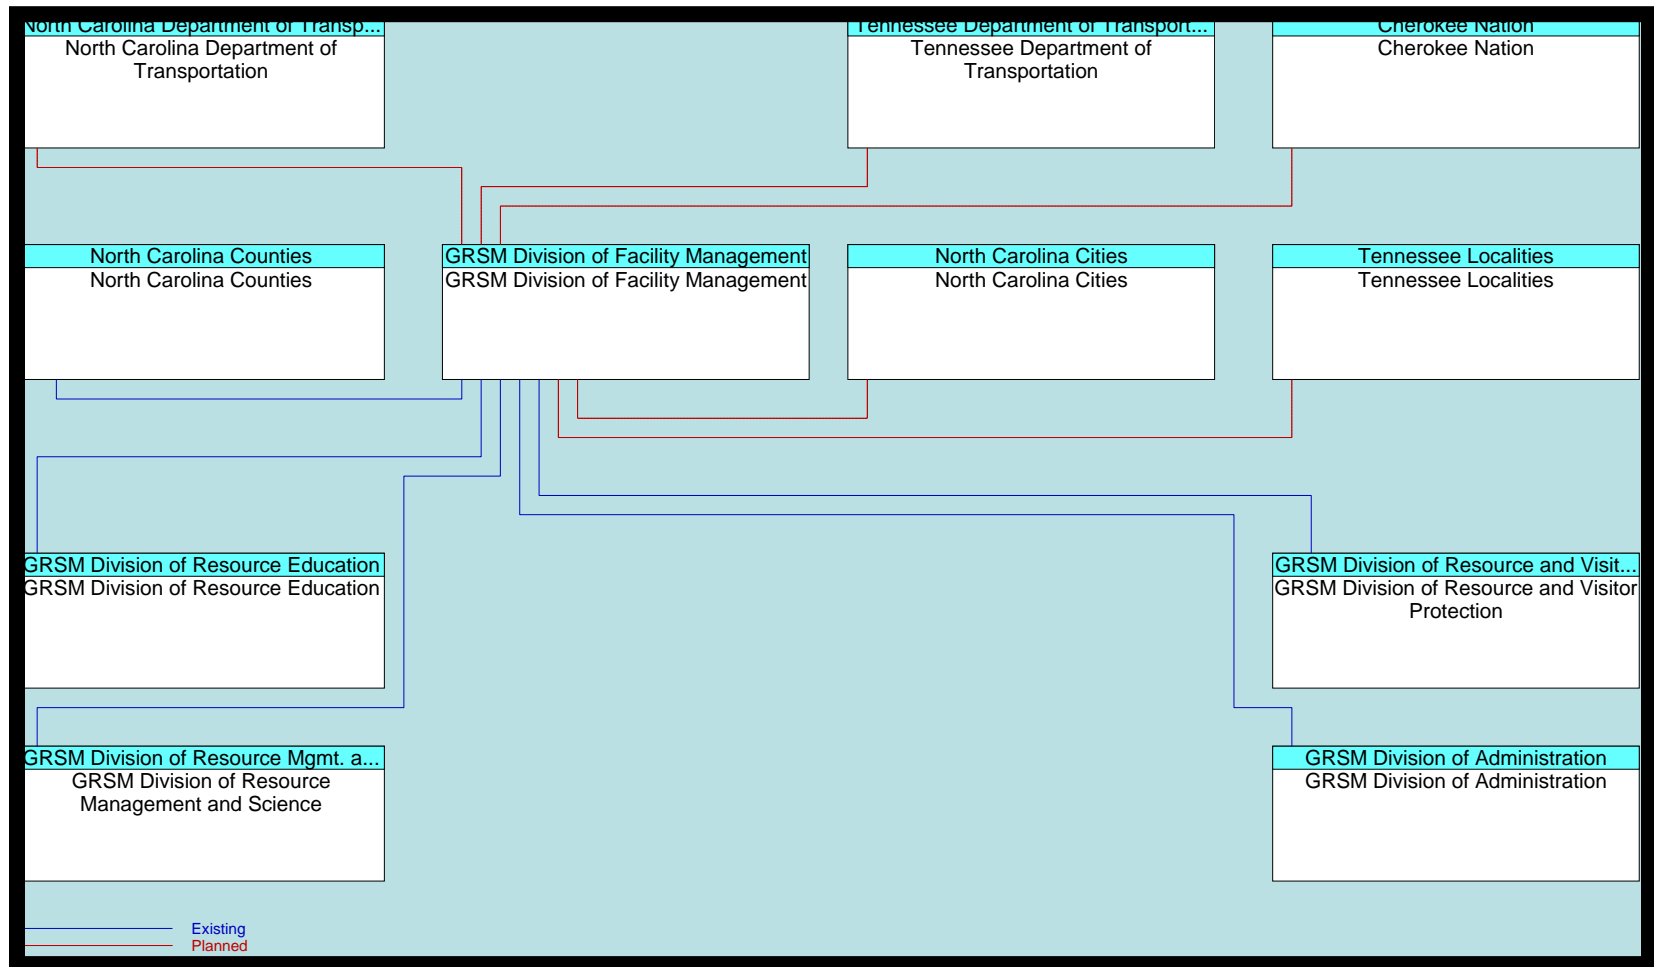 North Carolina Department of Transp...
North Carolina Department of
Transportation
Tennessee Department of Transport...
Tennessee Department of
Transportation
Cherokee Nation
Cherokee Nation
North Carolina Counties
North Carolina Counties
GRSM Division of Facility Management
GRSM Division of Facility Management
North Carolina Cities
North Carolina Cities
Tennessee Localities
Tennessee Localities
GRSM Division of Resource Education
GRSM Division of Resource Education
GRSM Division of Resource and Visit...
GRSM Division of Resource and Visitor
Protection
GRSM Division of Resource Mgmt. a...
GRSM Division of Resource
Management and Science
GRSM Division of Administration
GRSM Division of Administration
Existing
Planned